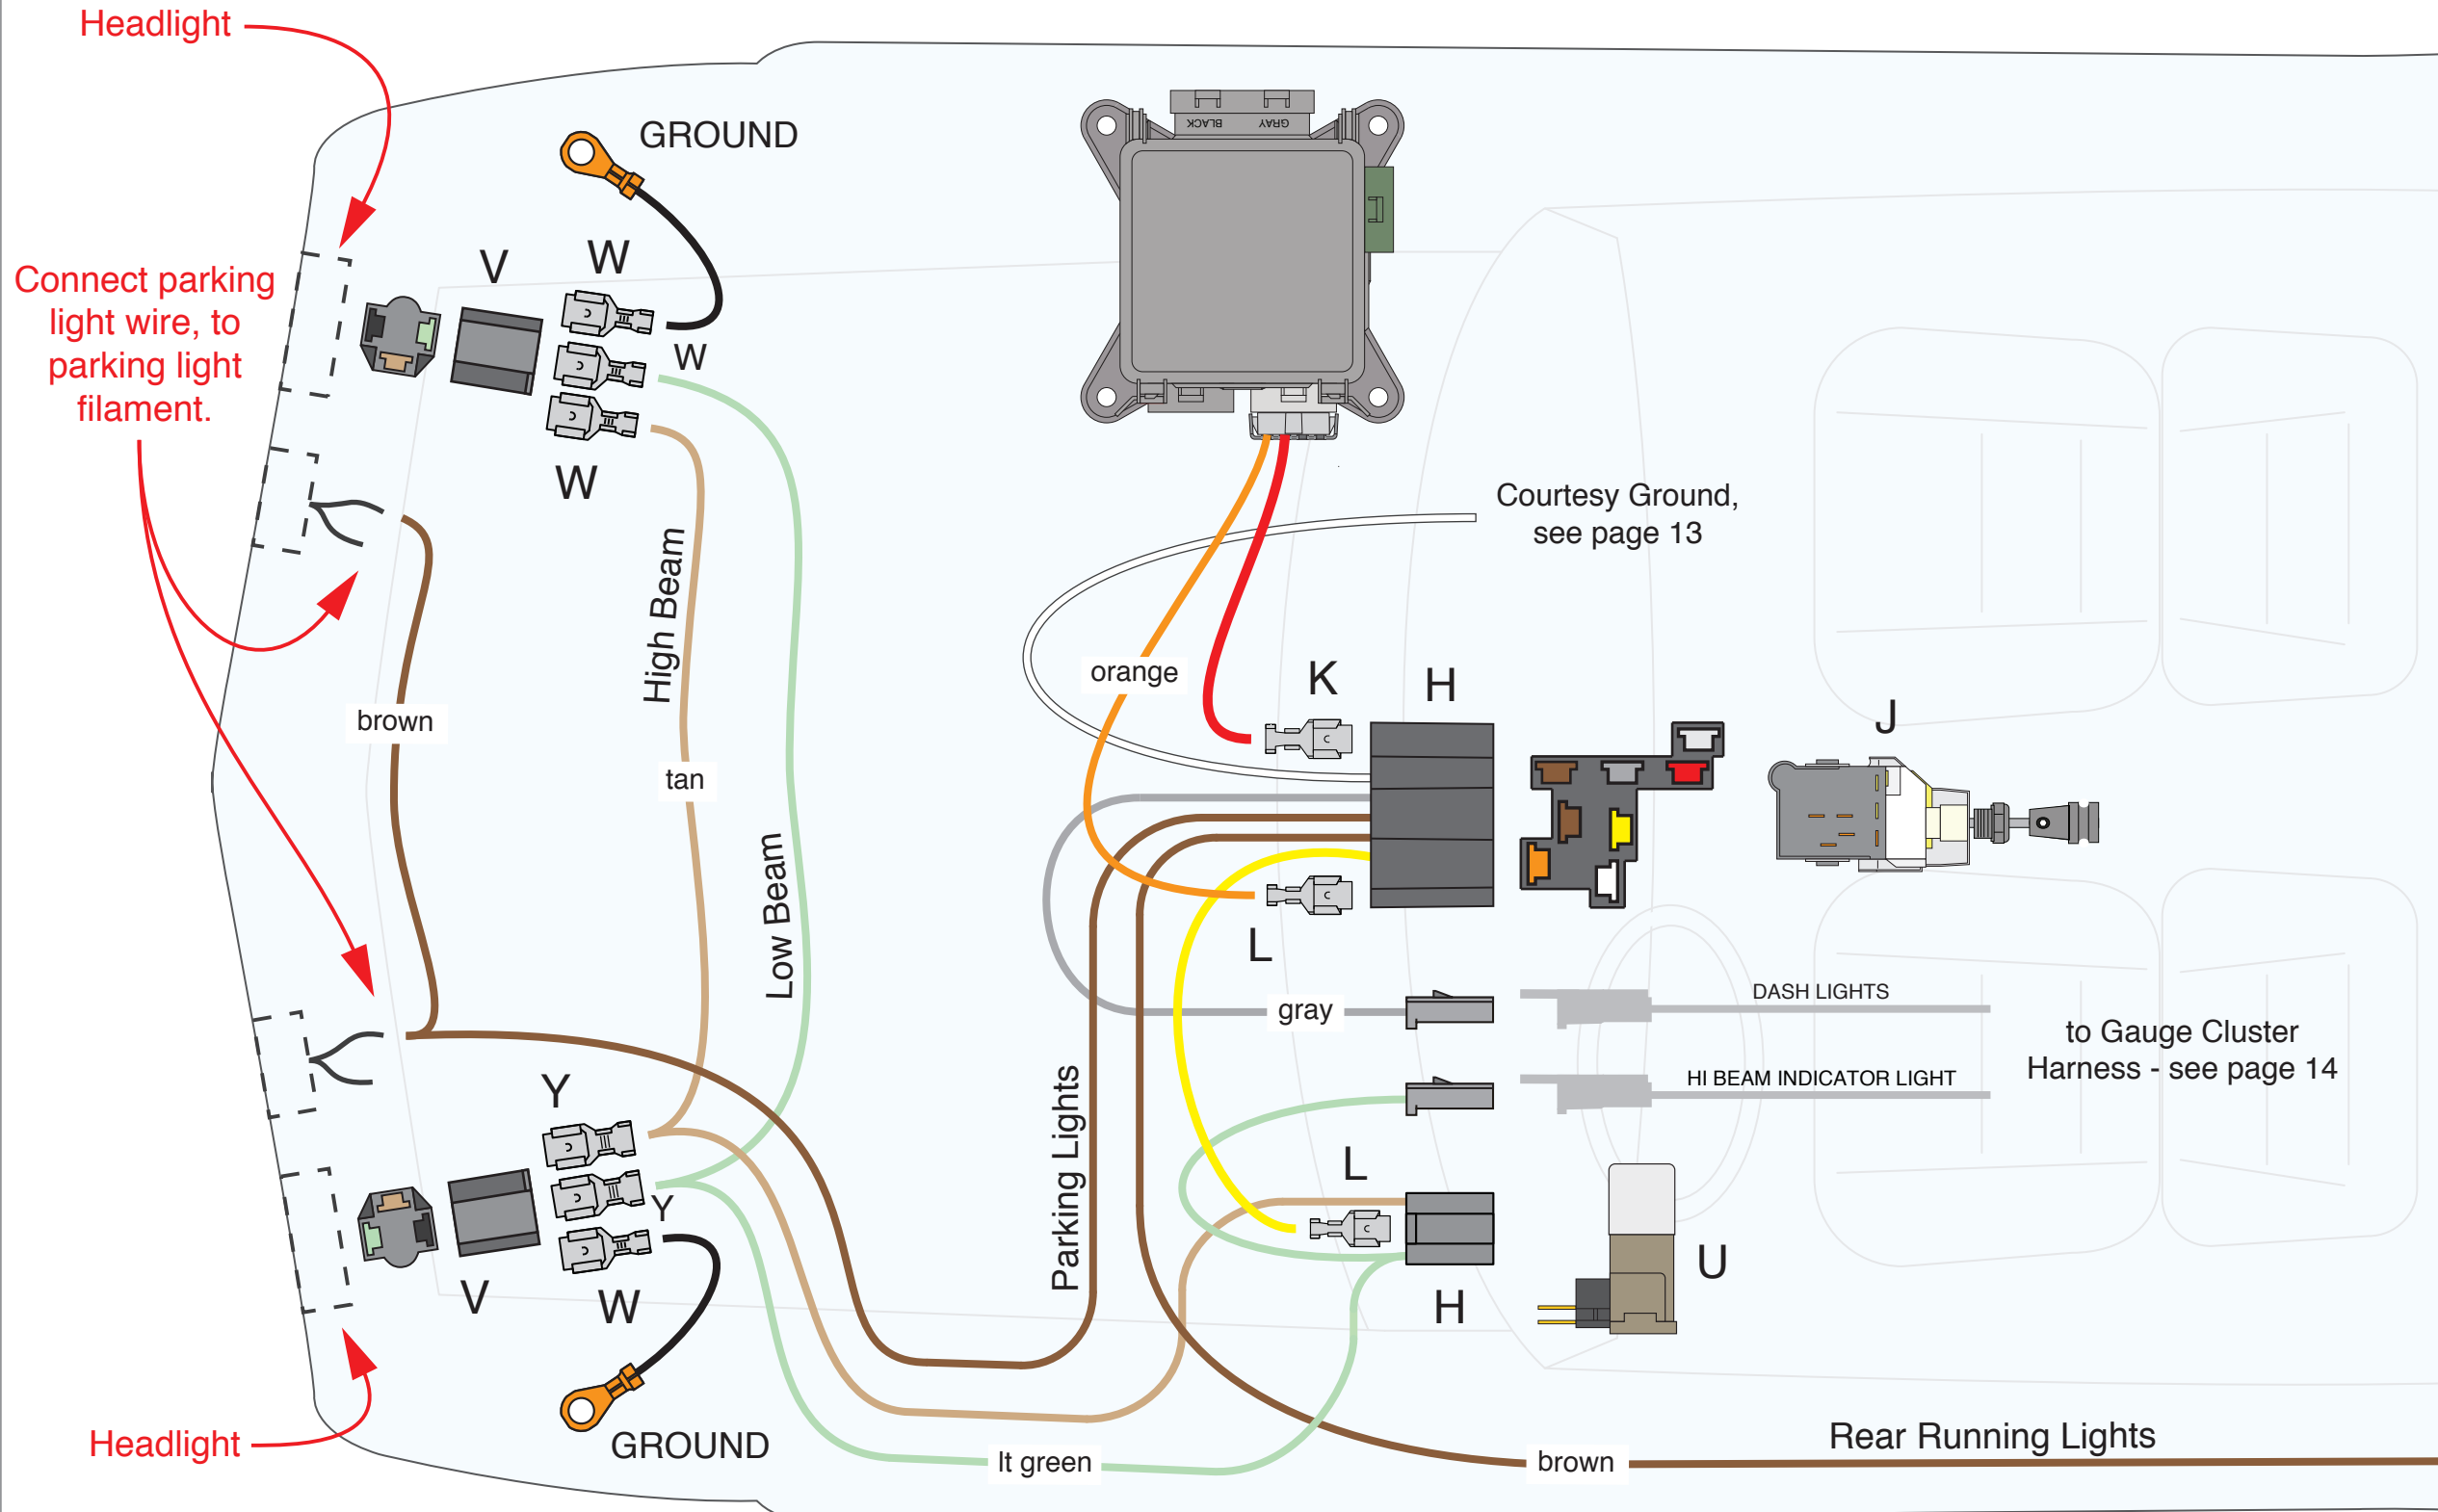 Headlight
GROUND
BLACK GRAY
V
W
Connect parking
light wire, to
parking light
filament.
W
W
Courtesy Ground,
see page 13
High Beam
orange
K
H
brown
J
tan
Low Beam
L
gray
DASH LIGHTS
to Gauge Cluster
Harness - see page 14
HI BEAM INDICATOR LIGHT
Y
Parking Lights
L
Y
U
V
W
H
Headlight
GROUND
lt green
brown
Rear Running Lights